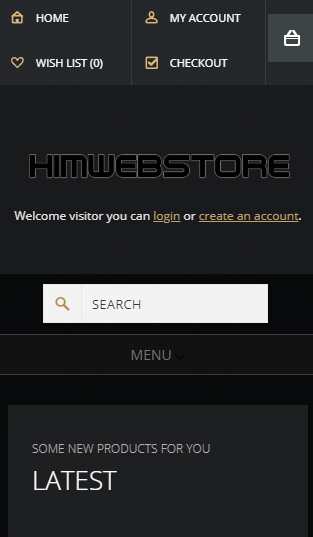 HOME
MY ACCOUNT
WISH LIST (0)
CHECKOUT
HIMWEBSTORE
Welcome visitor you can login or create an account.
SEARCH
MENU
SOME NEW PRODUCTS FOR YOU
LATEST